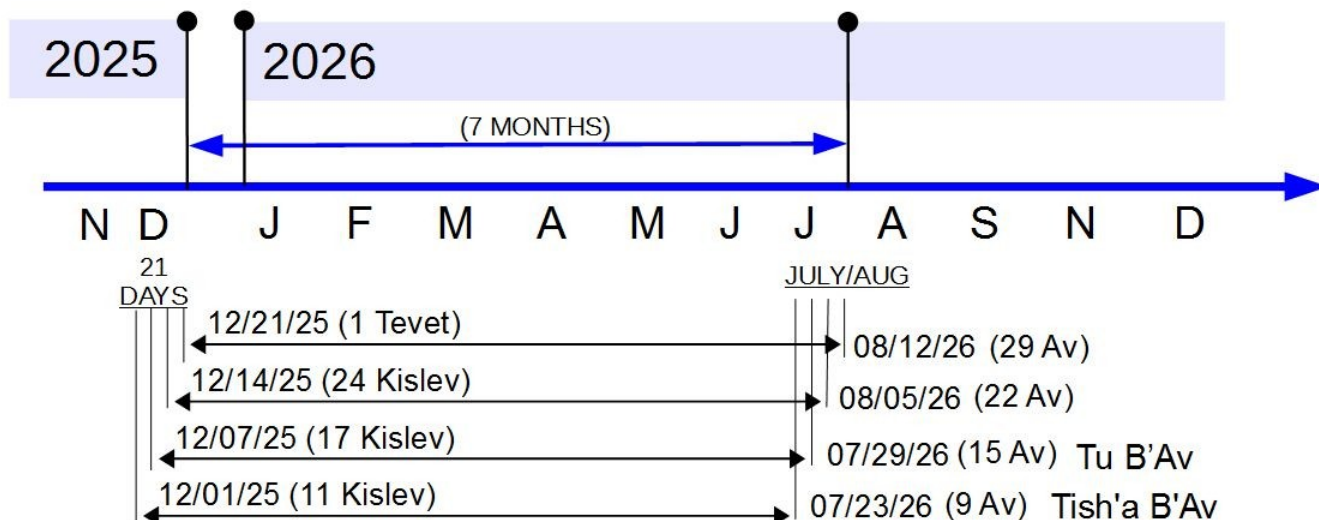 2025
2026
(7 MONTHS)
N D J F M A M J J A S N D
21
DAYS
JULY/AUG
12/21/25 (1 Tevet)
08/12/26 (29 Av)
12/14/25 (24 Kislev)
08/05/26 (22 Av)
12/07/25 (17 Kislev)
07/29/26 (15 Av) Tu B’Av
12/01/25 (11 Kislev)
07/23/26 (9 Av) Tish'a B'Av